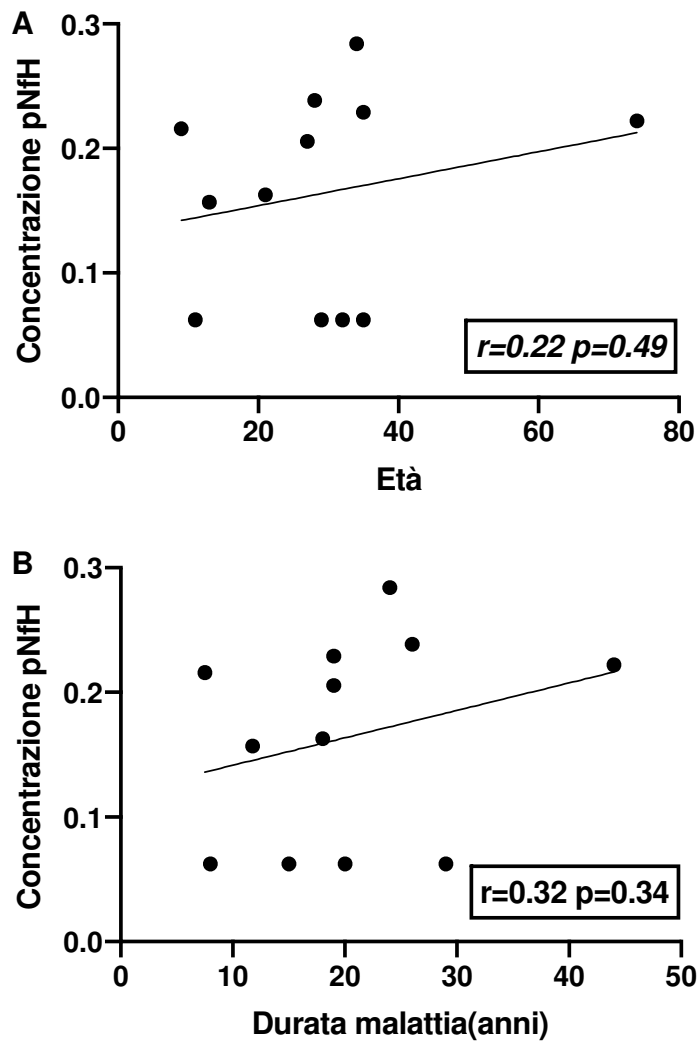 A
Concentrazione pNfH
0.3
0.2
0.1
0.0
0 20 40 60 80
Età
r=0.22 p=0.49
B
Concentrazione pNfH
0.3
0.2
0.1
0.0
0 10 20 30 40 50
Durata malattia(anni)
r=0.32 p=0.34